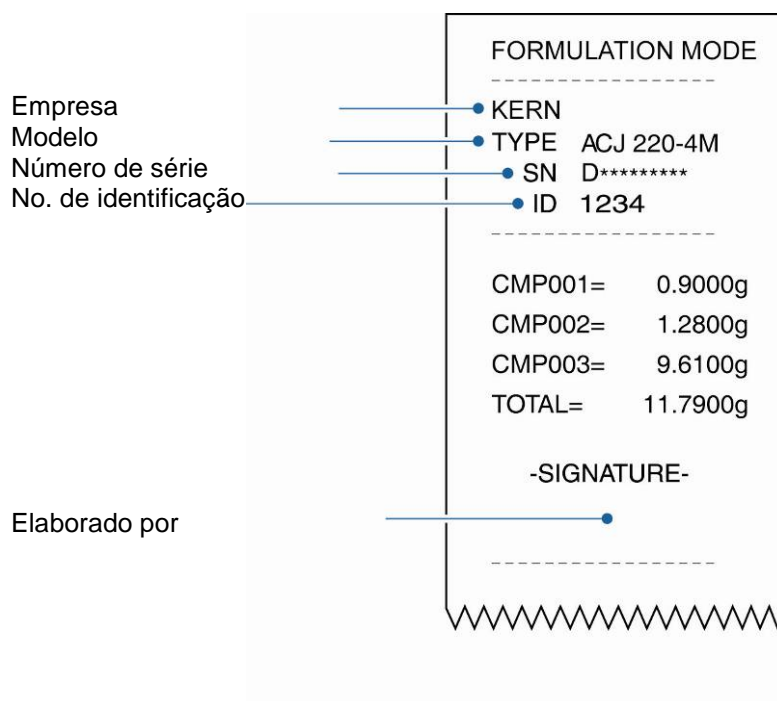 FORMULATION MODE
Empresa KERN
Modelo TYPE ACJ 220-4M
Número de série SN D*********
No. de identificação ID 1234
CMP001= 0.9000g
CMP002= 1.2800g
CMP003= 9.6100g
TOTAL= 11.7900g
-SIGNATURE-
Elaborado por